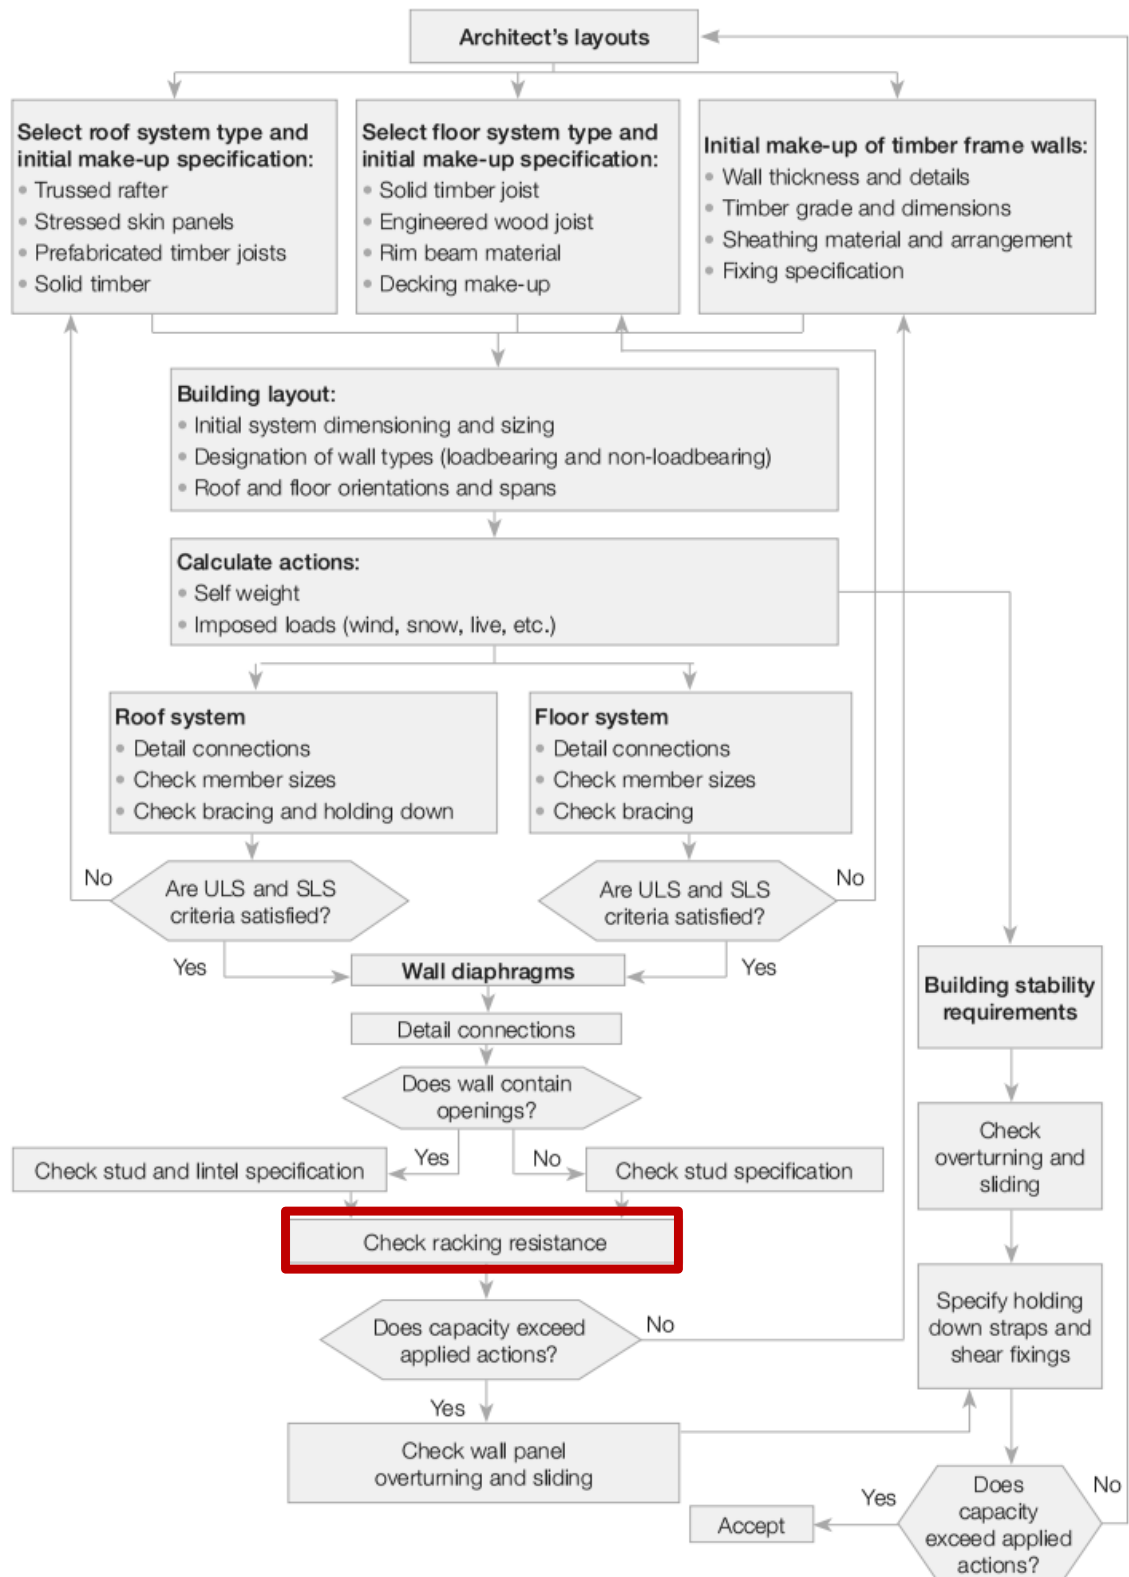 Architect's layouts
Select roof system type and
initial make-up specification:
• Trussed rafter
• Stressed skin panels
• Prefabricated timber joists
• Solid timber
Select floor system type and
initial make-up specification:
• Solid timber joist
• Engineered wood joist
• Rim beam material
• Decking make-up
Initial make-up of timber frame walls:
• Wall thickness and details
• Timber grade and dimensions
• Sheathing material and arrangement
• Fixing specification
Building layout:
• Initial system dimensioning and sizing
• Designation of wall types (loadbearing and non-loadbearing)
• Roof and floor orientations and spans
Calculate actions:
• Self weight
• Imposed loads (wind, snow, live, etc.)
Roof system
• Detail connections
• Check member sizes
• Check bracing and holding down
Floor system
• Detail connections
• Check member sizes
• Check bracing
No
Are ULS and SLS
criteria satisfied?
Are ULS and SLS
criteria satisfied?
No
Yes
Wall diaphragms
Yes
Building stability
requirements
Detail connections
Does wall contain
openings?
Check
overturning and
sliding
Yes
No
Check stud and lintel specification
Check stud specification
Check racking resistance
Does capacity exceed
applied actions?
No
Specify holding
down straps and
shear fixings
Yes
Check wall panel
overturning and sliding
Does
capacity
exceed applied
actions?
No
Yes
Accept